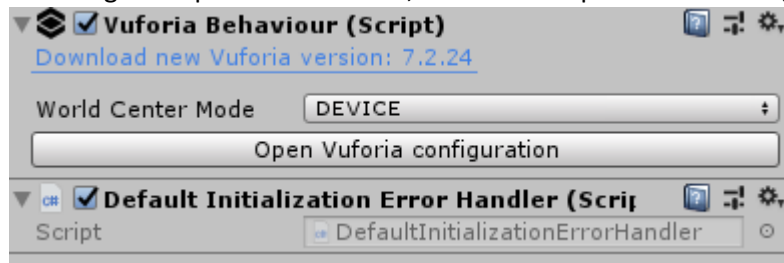 Vuforia Behaviour (Script)
Download new Vuforia version: 7.2.24
World Center Mode DEVICE
Open Vuforia configuration
c# Default Initialization Error Handler (Scrip
Script DefaultInitializationErrorHandler